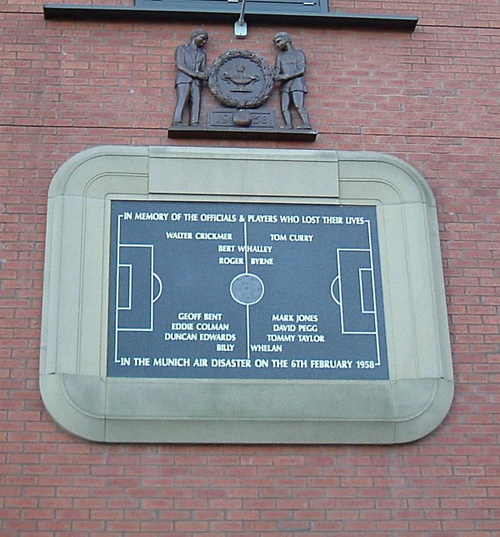 1958
IN MEMORY OF THE OFFICIALS & PLAYERS WHO LOST THEIR LIVES
WALTER CRICKMER TOM CURRY
BERT WHALLEY
ROGER BYRNE
GEOFF BENT MARK JONES
EDDIE COLMAN DAVID PEGG
DUNCAN EDWARDS TOMMY TAYLOR
BILLY WHELAN
IN THE MUNICH AIR DISASTER ON THE 6TH FEBRUARY 1958